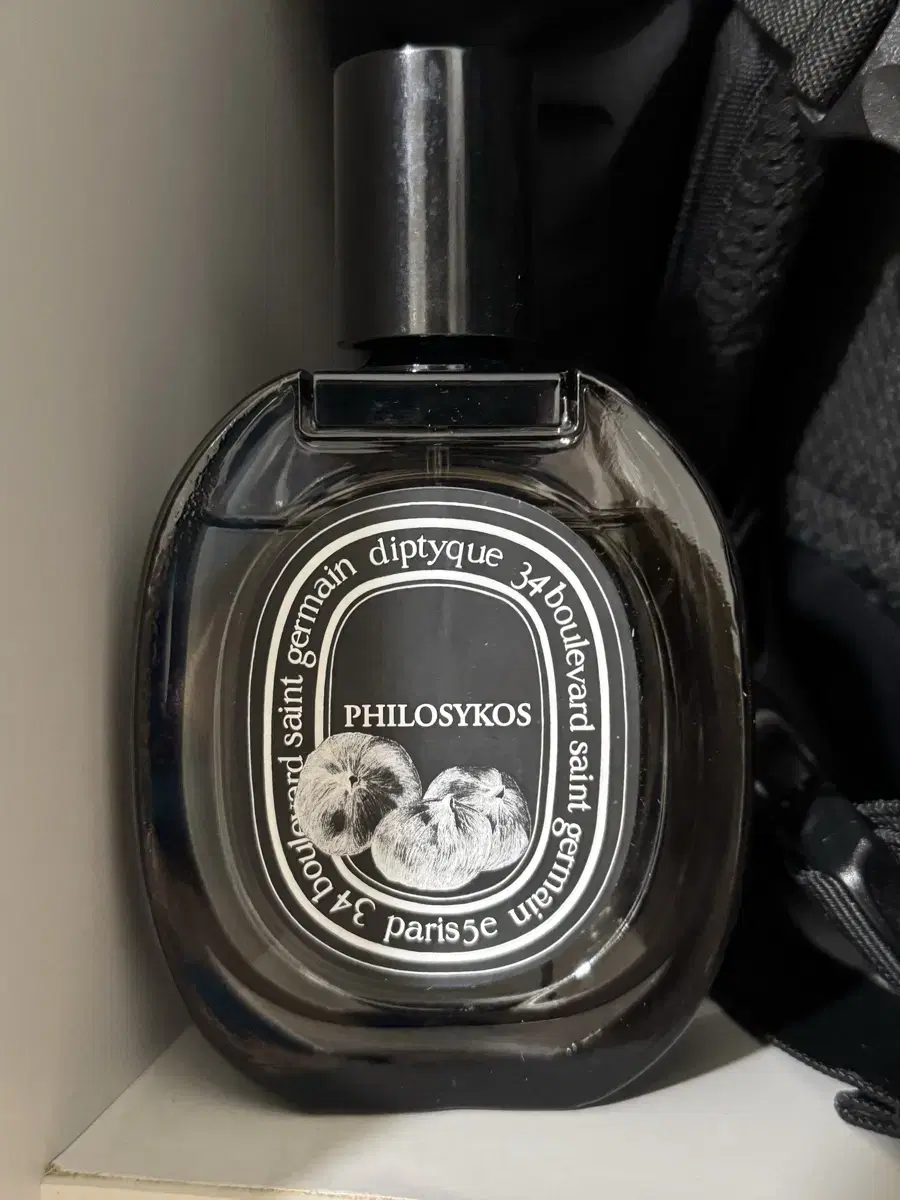 diptyque
34 boulevard saint germain
PHILOSYKOS
paris5e
34 boulevard saint germain